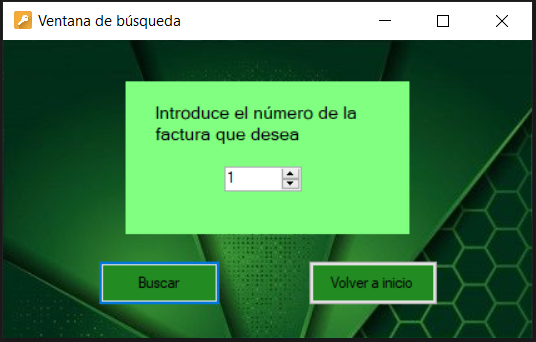 Ventana de búsqueda
Introduce el número de la
factura que desea
1
Buscar
Volver a inicio